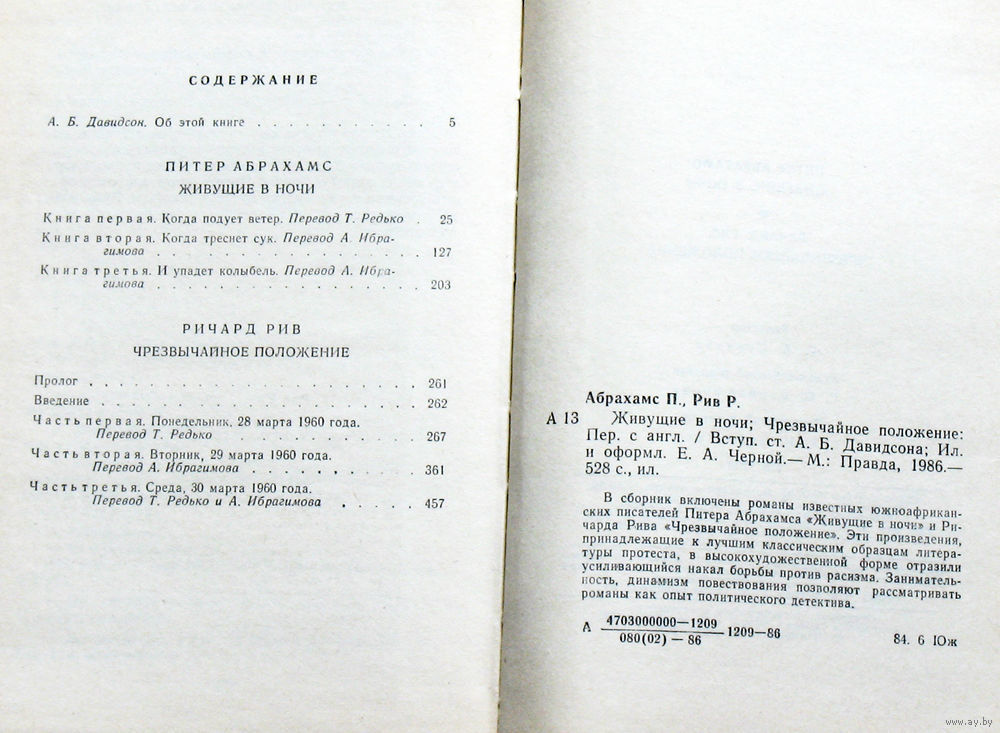 СОДЕРЖАНИЕ
А. Б. Давидсон. Об этой книге . . . . . . . . . . . 5
ПИТЕР АБРАХАМС
ЖИВУЩИЕ В НОЧИ
Книга первая. Когда подует ветер. Перевод Т. Редько . 25
Книга вторая. Когда треснет сук. Перевод А. Ибра-
гимова . . . . . . . . . . . . . . . . . 127
Книга третья. И упадет колыбель. Перевод А. Ибра-
гимова . . . . . . . . . . . . . . . . . 203
РИЧАРД РИВ
ЧРЕЗВЫЧАЙНОЕ ПОЛОЖЕНИЕ
Пролог . . . . . . . . . . . . . . . . . . . . 261
Введение . . . . . . . . . . . . . . . . . . . 262
Часть первая. Понедельник, 28 марта 1960 года.
Перевод Т. Редько . . . . . . . . . . . 267
Часть вторая. Вторник, 29 марта 1960 года.
Перевод А. Ибрагимова . . . . . . . . . 361
Часть третья. Среда, 30 марта 1960 года.
Перевод Т. Редько и А. Ибрагимова . . . . . 457
Абрахамс П., Рив Р.
А 13 Живущие в ночи; Чрезвычайное положение:
Пер. с англ. / Вступ. ст. А. Б. Давидсона; Ил.
и оформл. Е. А. Черной.— М.: Правда, 1986.—
528 с., ил.
В сборник включены романы известных южноафрикан-
ских писателей Питера Абрахамса «Живущие в ночи» и Ри-
чарда Рива «Чрезвычайное положение». Эти произведения,
принадлежащие к лучшим классическим образцам литера-
туры протеста, в высокохудожественной форме отразили
усиливающийся накал борьбы против расизма. Заниматель-
ность, динамизм повествования позволяют рассматривать
романы как опыт политического детектива.
А 4703000000—1209
080(02) — 86
1209—86
84. 6 Юж
www.ay.by